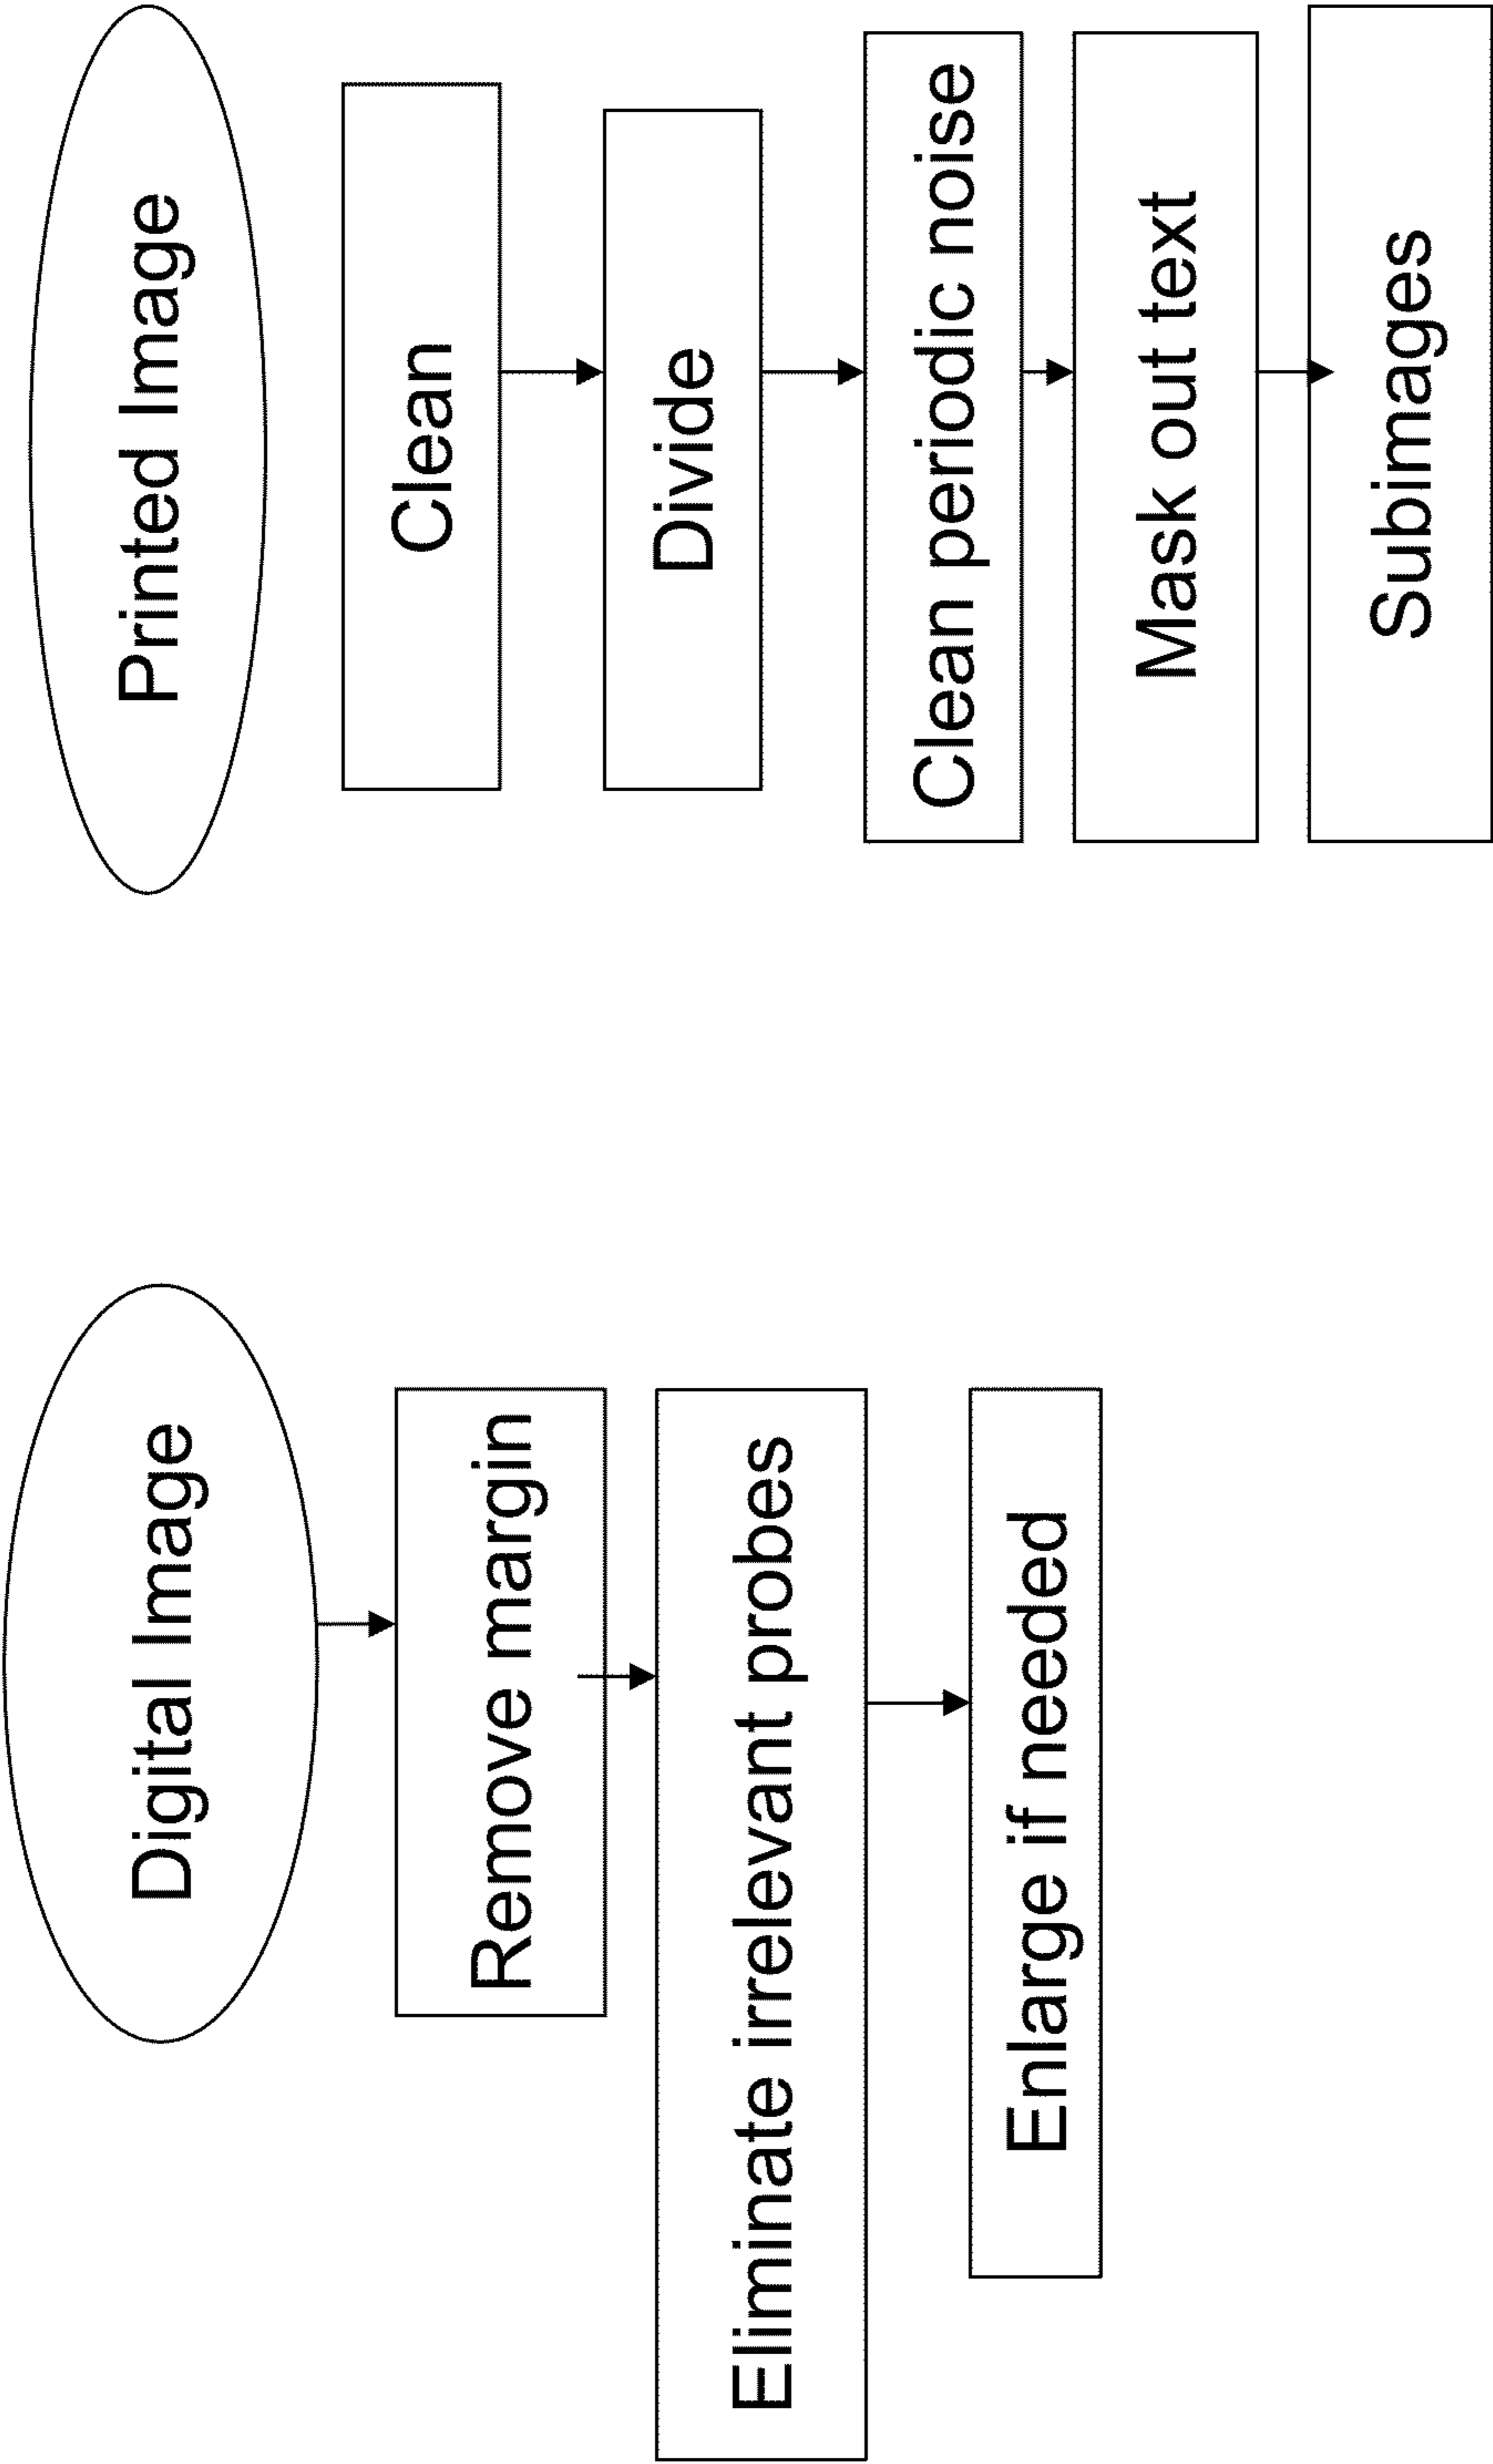 Digital Image
Remove margin
Eliminate irrelevant probes
Enlarge if needed
Printed Image
Clean
Divide
Clean periodic noise
Mask out text
Subimages